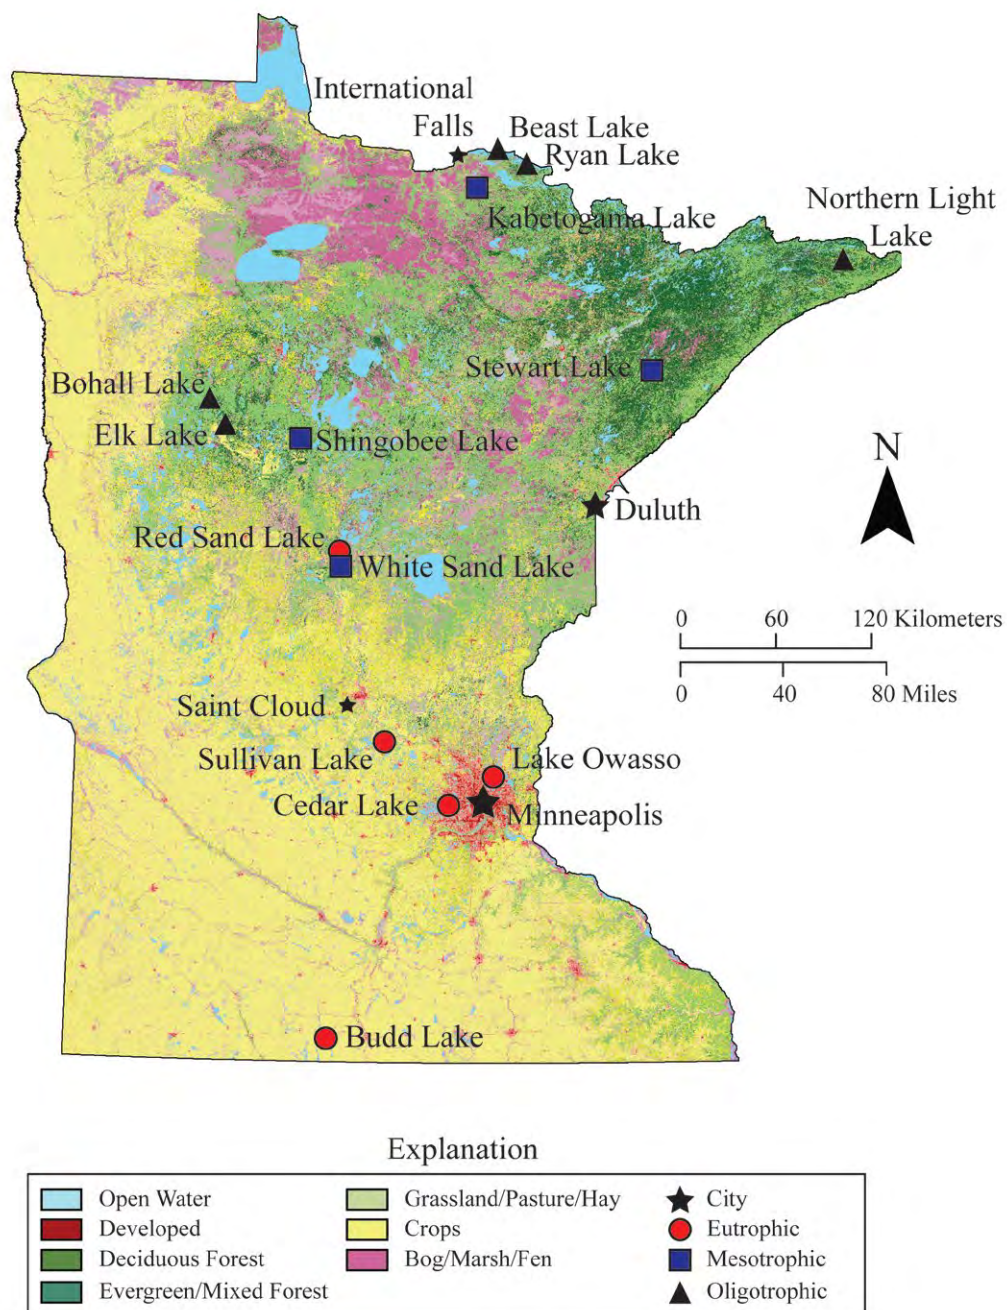 International
Falls
Beast Lake
Ryan Lake
Kabetogama Lake
Northern Light
Lake
Stewart Lake
Bohall Lake
Elk Lake
Shingobee Lake
N
Duluth
Red Sand Lake
White Sand Lake
0 60 120 Kilometers
0 40 80 Miles
Saint Cloud
Sullivan Lake
Lake Owasso
Cedar Lake
Minneapolis
Budd Lake
Explanation
Open Water
Developed
Deciduous Forest
Evergreen/Mixed Forest
Grassland/Pasture/Hay
Crops
Bog/Marsh/Fen
City
Eutrophic
Mesotrophic
Oligotrophic